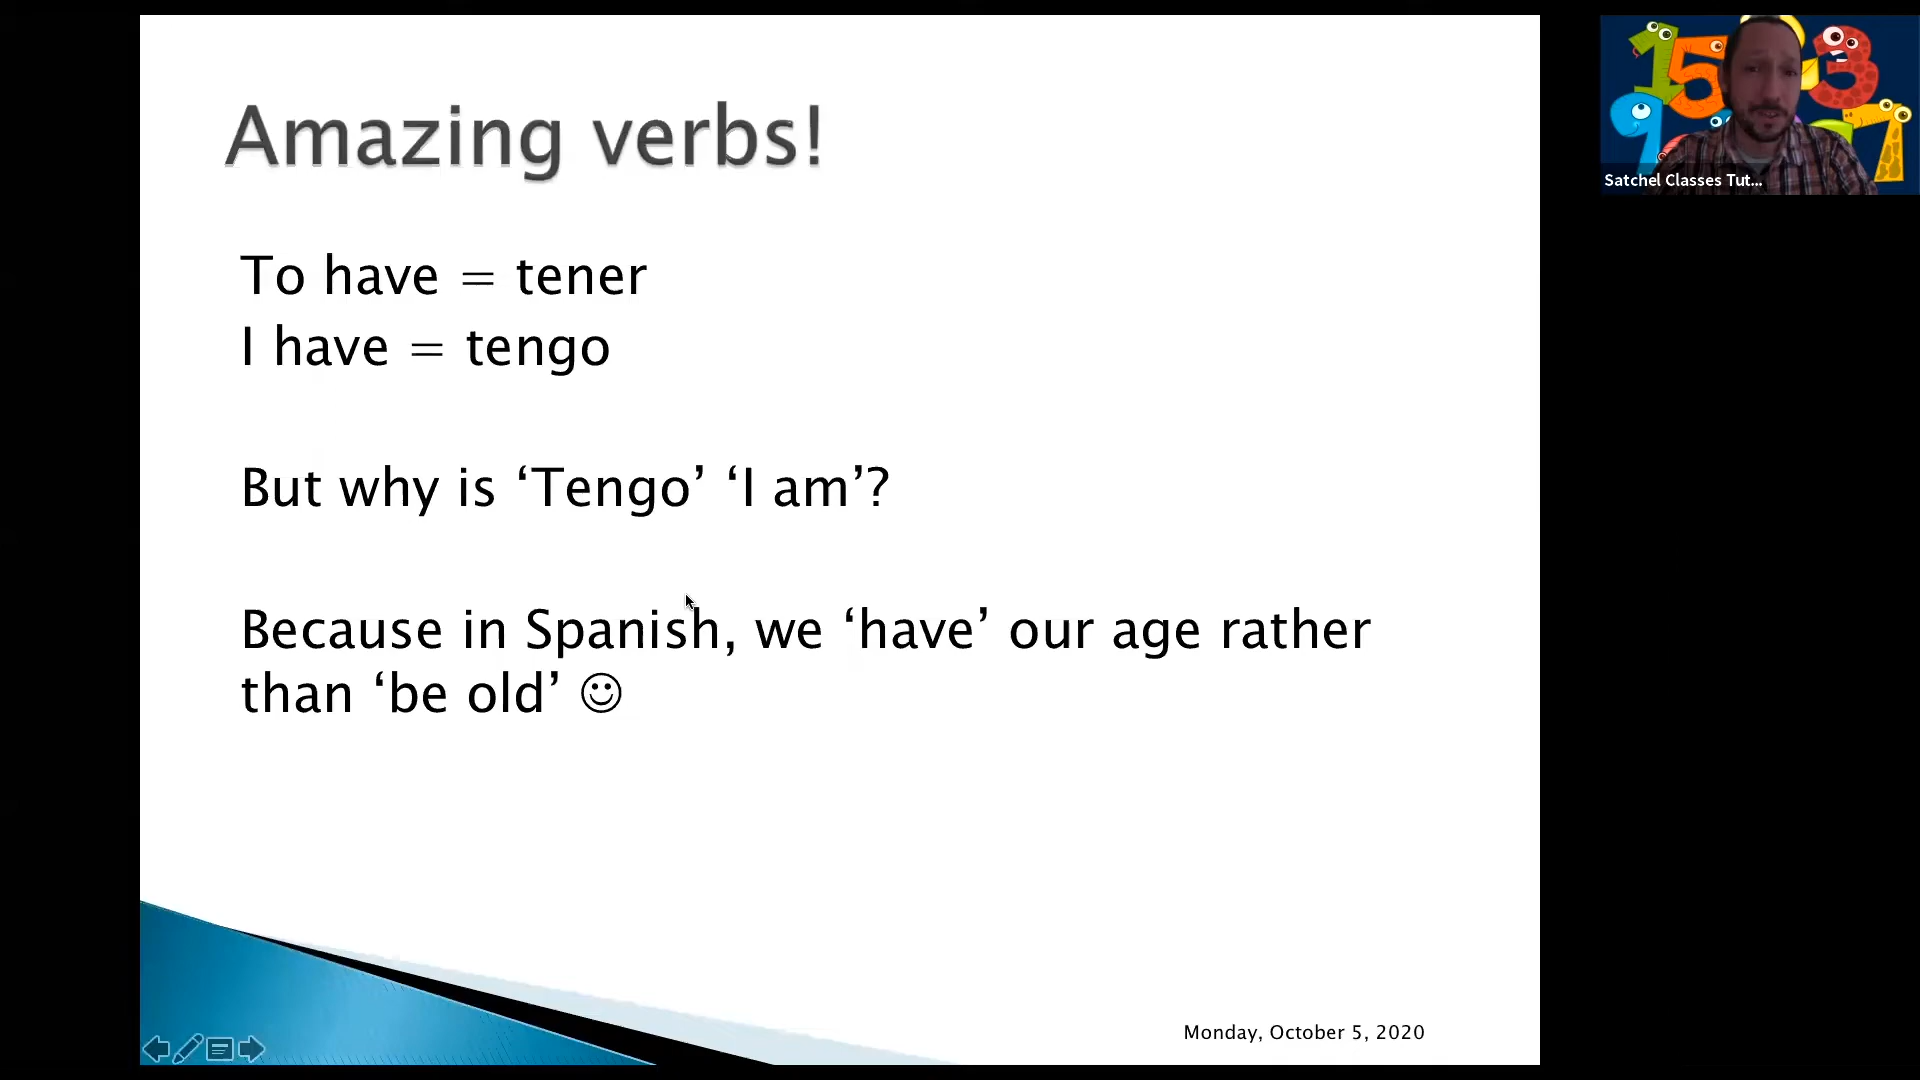 Amazing verbs!
To have = tener
I have = tengo
But why is ‘Tengo’ ‘I am’?
Because in Spanish, we ‘have’ our age rather
than ‘be old’ ☺
Monday, October 5, 2020
Satchel Classes Tut...